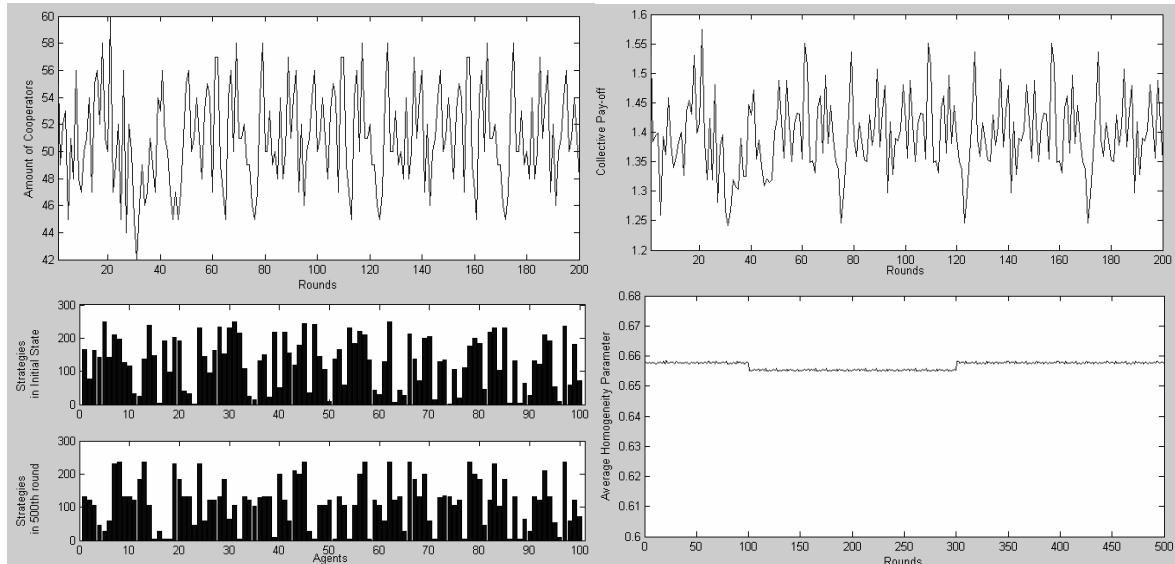 60
58
56
54
52
50
48
46
44
42
Amount of Cooperators
20 40 60 80 100 120 140 160 180 200
Rounds
1.55
1.5
1.45
1.4
1.35
1.3
1.25
1.2
Collective Pay-off
20 40 60 80 100 120 140 160 180 200
Rounds
300
200
100
0
Strategies
in Initial State
0 10 20 30 40 50 60 70 80 90 100
300
200
100
0
Strategies
in 500th round
0 10 20 30 40 50 60 70 80 90 100
Agents
0.68
0.67
0.66
0.65
0.64
0.63
0.62
0.61
0.6
Average Homogeneity Parameter
0 50 100 150 200 250 300 350 400 450 500
Rounds